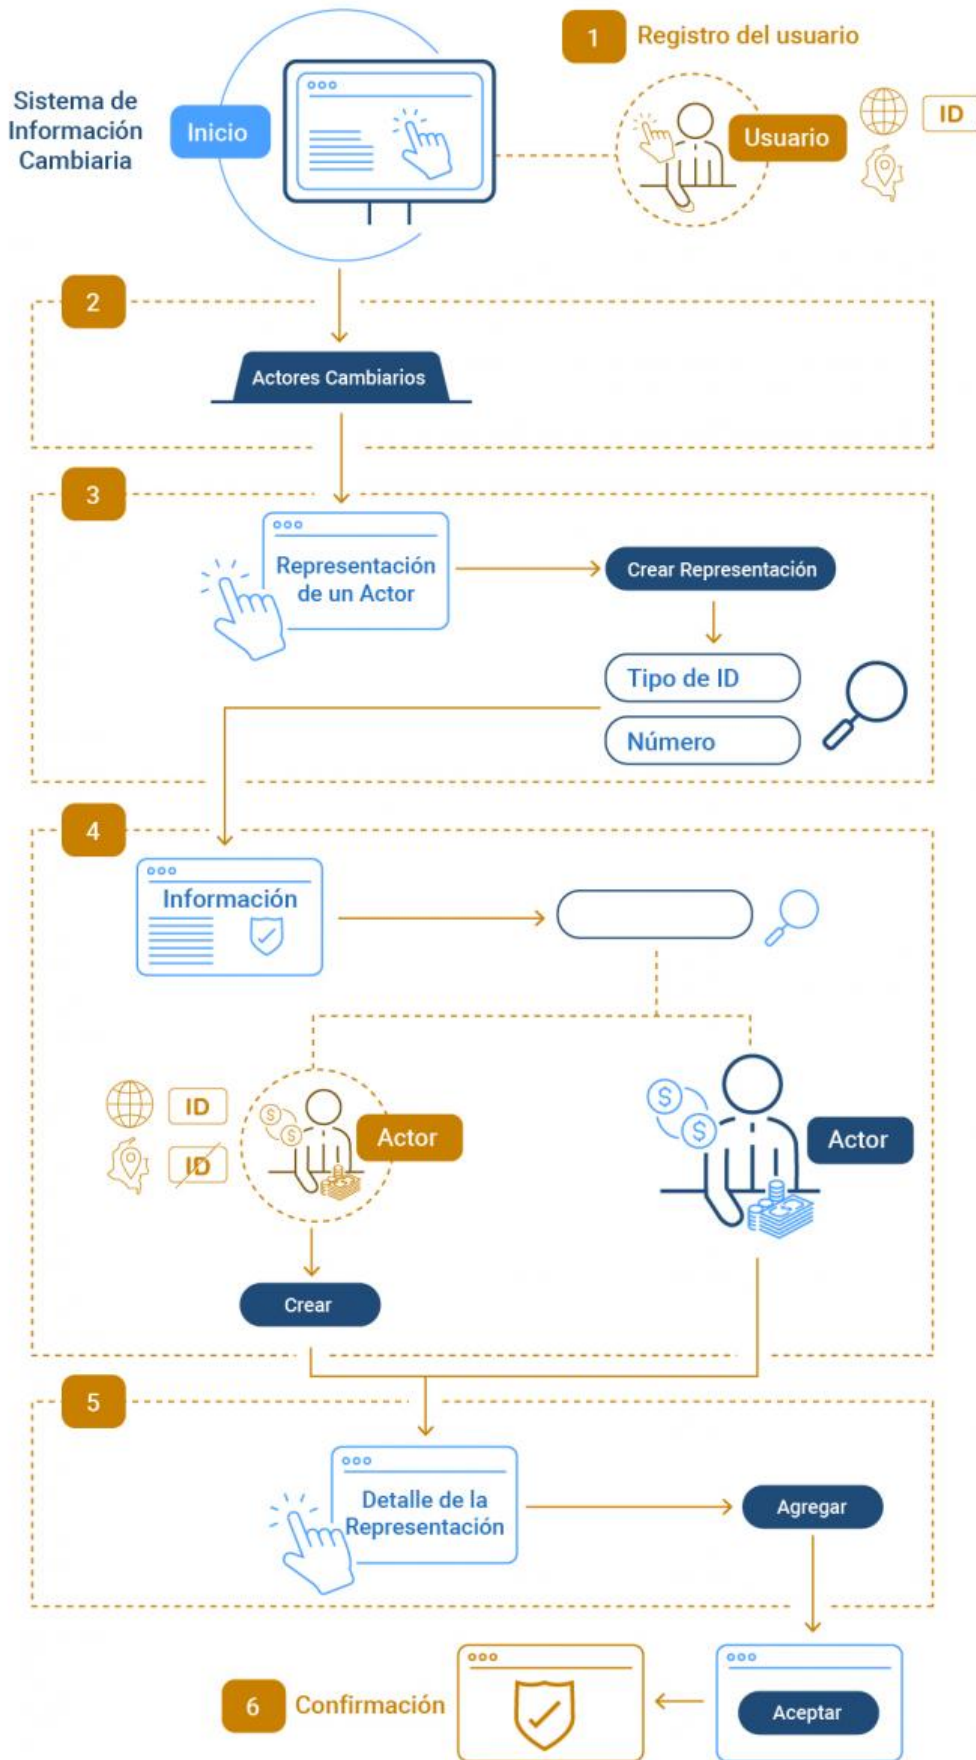 1
Registro del usuario
Sistema de
Información
Cambiaria
Inicio
Usuario
ID
2
Actores Cambiarios
3
Representación
de un Actor
Crear Representación
Tipo de ID
Número
4
Información
ID
ID
Actor
$
$
Actor
$
$
Crear
5
Detalle de la
Representación
Agregar
6
Confirmación
Aceptar